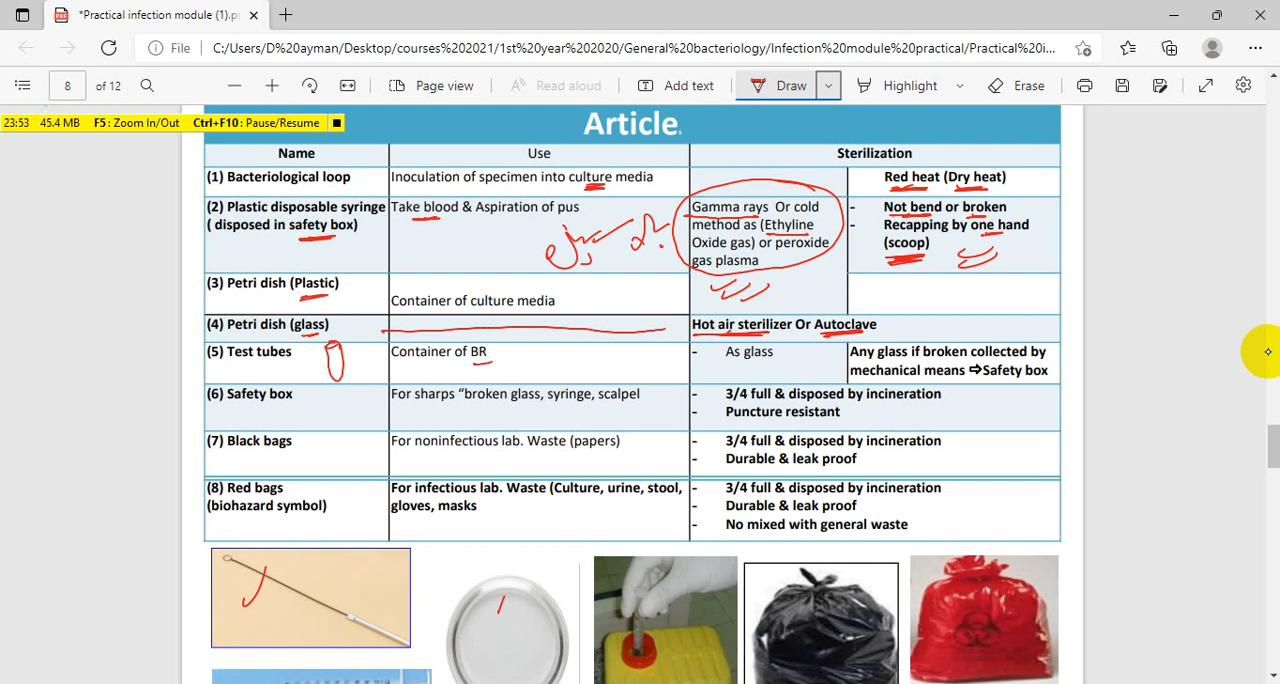 *Practical infection module (1).p
File
C:/Users/D%20ayman/Desktop/courses%202021/1st%20year%202020/General%20bacteriology/Infection%20module%20practical/Practical%20i...
8 of 12
Page view
Read aloud
Add text
Draw
Highlight
Erase
23:53 45.4 MB F5: Zoom In/Out Ctrl+F10: Pause/Resume
Article.
Name Use Sterilization
(1) Bacteriological loop Inoculation of specimen into culture media Red heat (Dry heat)
(2) Plastic disposable syringe Take blood & Aspiration of pus Gamma rays Or cold - Not bend or broken
( disposed in safety box) method as (Ethyline - Recapping by one hand
Oxide gas) or peroxide (scoop)
gas plasma
(3) Petri dish (Plastic)
Container of culture media
(4) Petri dish (glass) Hot air sterilizer Or Autoclave
(5) Test tubes Container of BR - As glass Any glass if broken collected by
mechanical means ⇒Safety box
(6) Safety box For sharps “broken glass, syringe, scalpel - 3/4 full & disposed by incineration
- Puncture resistant
(7) Black bags For noninfectious lab. Waste (papers) - 3/4 full & disposed by incineration
- Durable & leak proof
(8) Red bags For infectious lab. Waste (Culture, urine, stool, - 3/4 full & disposed by incineration
(biohazard symbol) gloves, masks - Durable & leak proof
- No mixed with general waste